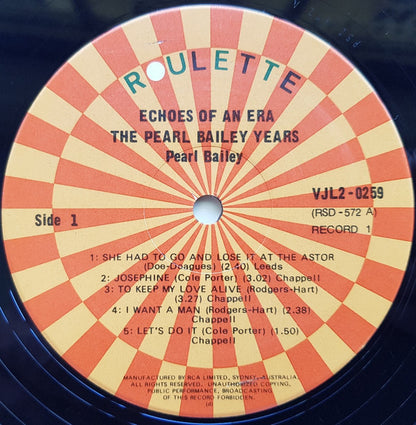 ROULETTE
ECHOES OF AN ERA
THE PEARL BAILEY YEARS
Pearl Bailey
VJL2-0259
(RSD-572 A)
Side 1
RECORD 1
1: SHE HAD TO GO AND LOSE IT AT THE ASTOR
(Doe-Doagues) (2:40) Leeds
2: JOSEPHINE (Cole Porter) (3.02) Chappell
3: TO KEEP MY LOVE ALIVE (Rodgers-Hart)
(3.27) Chappell
4: I WANT A MAN (Rodgers-Hart) (2.38)
Chappell
5: LET'S DO IT (Cole Porter) (1.50)
Chappell
MANUFACTURED BY RCA LIMITED, SYDNEY, AUSTRALIA.
ALL RIGHTS RESERVED. UNAUTHORIZED COPYING,
PUBLIC PERFORMANCE, BROADCASTING
OF THIS RECORD FORBIDDEN.